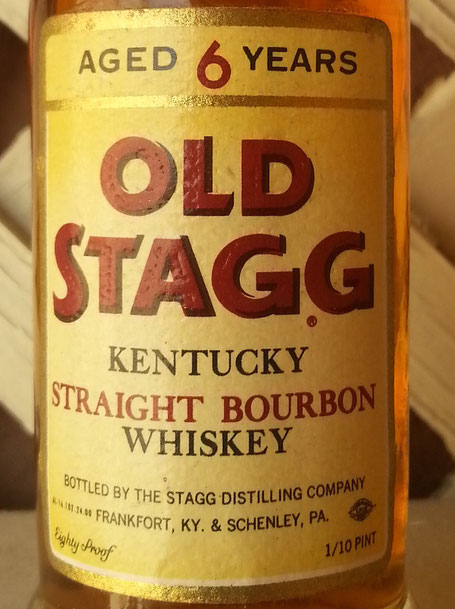 AGED 6 YEARS
OLD
STAGG®
KENTUCKY
STRAIGHT BOURBON
WHISKEY
BOTTLED BY THE STAGG DISTILLING COMPANY
FRANKFORT, KY. & SCHENLEY, PA.
Eighty Proof
1/10 PINT